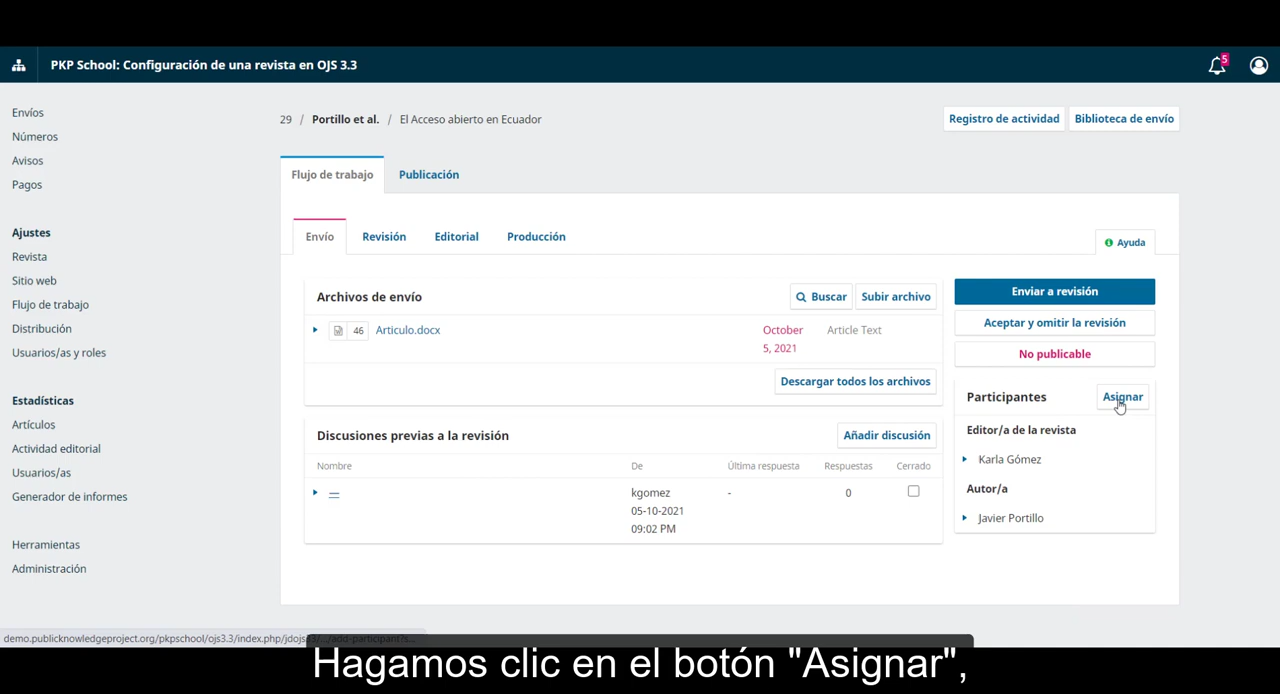 PKP School: Configuración de una revista en OJS 3.3
5
Envíos
Números
Avisos
Pagos
Ajustes
Revista
Sitio web
Flujo de trabajo
Distribución
Usuarios/as y roles
Estadísticas
Artículos
Actividad editorial
Usuarios/as
Generador de informes
Herramientas
Administración
29 / Portillo et al. / El Acceso abierto en Ecuador
Registro de actividad
Biblioteca de envío
Flujo de trabajo
Publicación
Envío
Revisión
Editorial
Producción
Ayuda
Archivos de envío
Buscar
Subir archivo
46
Articulo.docx
October
5, 2021
Article Text
Descargar todos los archivos
Discusiones previas a la revisión
Añadir discusión
Nombre De Última respuesta Respuestas Cerrado
— kgomez - 0
05-10-2021
09:02 PM
Enviar a revisión
Aceptar y omitir la revisión
No publicable
Participantes
Asignar
Editor/a de la revista
Karla Gómez
Autor/a
Javier Portillo
Hagamos clic en el botón "Asignar",